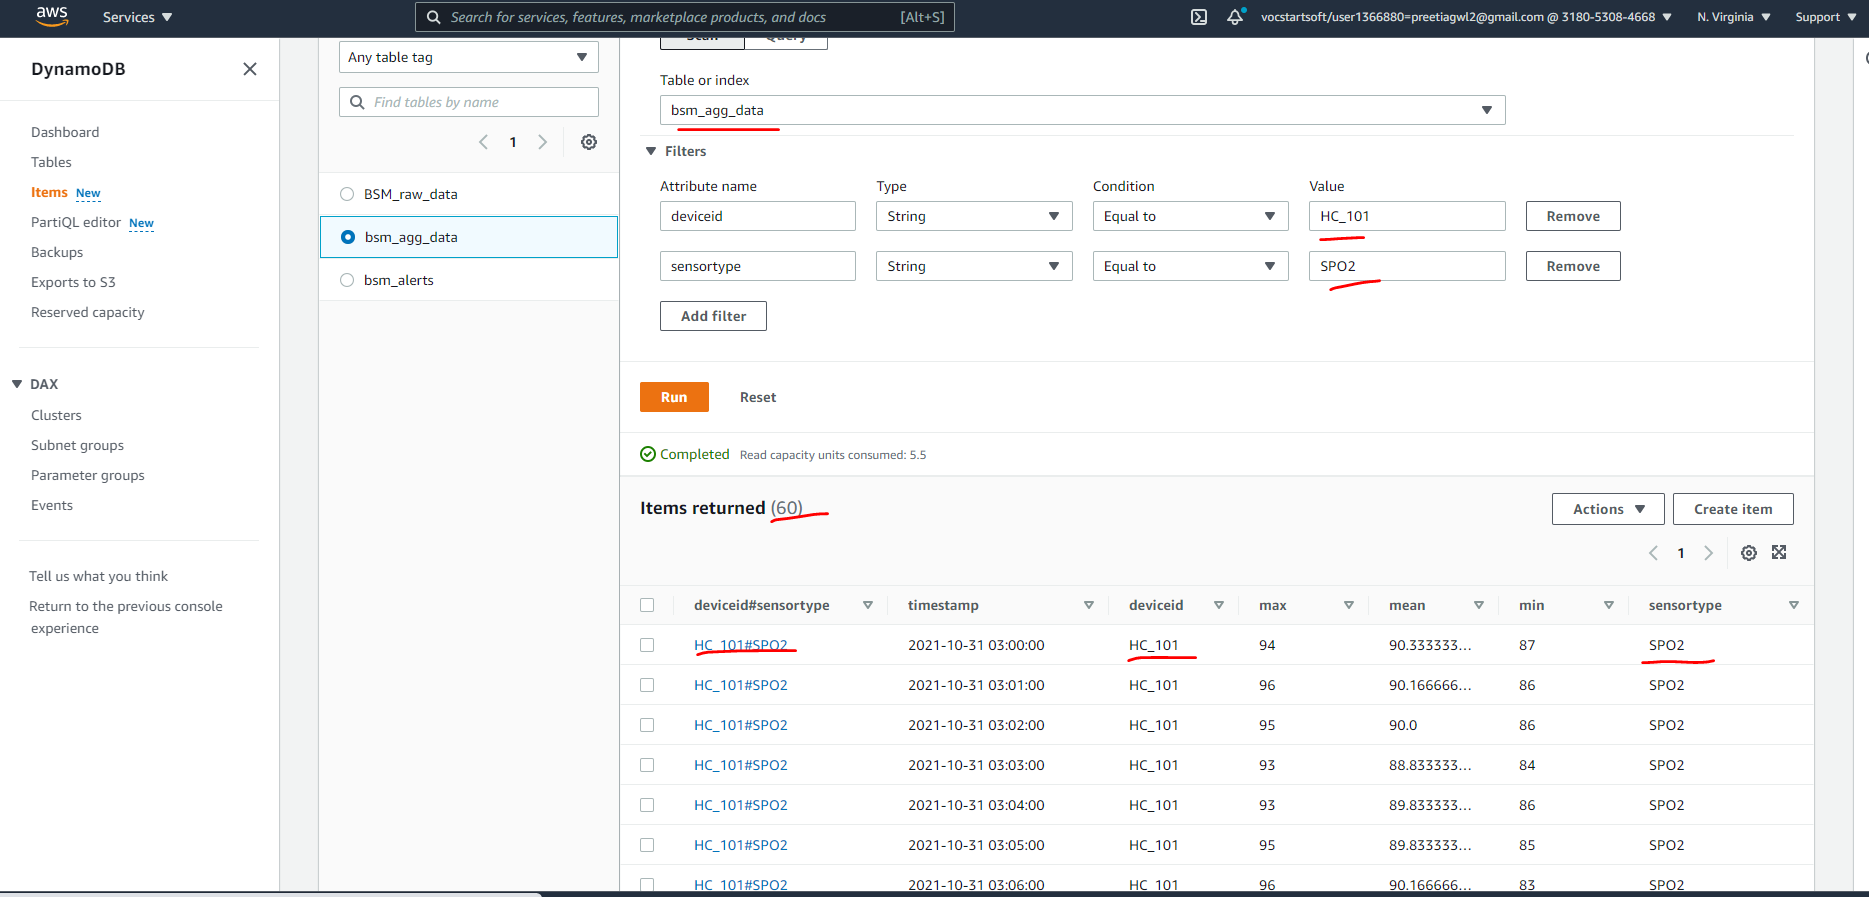 aws Services Search for services, features, marketplace products, and docs [Alt+S] vocstartsoft/user1366880=preetiagwl2@gmail.com @ 3180-5308-4668 N. Virginia Support
DynamoDB
Dashboard
Tables
Items New
PartiQL editor New
Backups
Exports to S3
Reserved capacity
DAX
Clusters
Subnet groups
Parameter groups
Events
Tell us what you think
Return to the previous console
experience
Any table tag
Find tables by name
1
BSM_raw_data
bsm_agg_data
bsm_alerts
Scan Query
Table or index
bsm_agg_data
Filters
Attribute name Type Condition Value
deviceid String Equal to HC_101 Remove
sensortype String Equal to SPO2 Remove
Add filter
Run Reset
Completed Read capacity units consumed: 5.5
Items returned (60) Actions Create item
1
deviceid#sensortype timestamp deviceid max mean min sensortype
HC_101#SPO2 2021-10-31 03:00:00 HC_101 94 90.333333... 87 SPO2
HC_101#SPO2 2021-10-31 03:01:00 HC_101 96 90.166666... 86 SPO2
HC_101#SPO2 2021-10-31 03:02:00 HC_101 95 90.0 86 SPO2
HC_101#SPO2 2021-10-31 03:03:00 HC_101 93 88.833333... 84 SPO2
HC_101#SPO2 2021-10-31 03:04:00 HC_101 93 89.833333... 86 SPO2
HC_101#SPO2 2021-10-31 03:05:00 HC_101 95 89.833333... 85 SPO2
HC_101#SPO2 2021-10-31 03:06:00 HC_101 96 90.166666... 83 SPO2